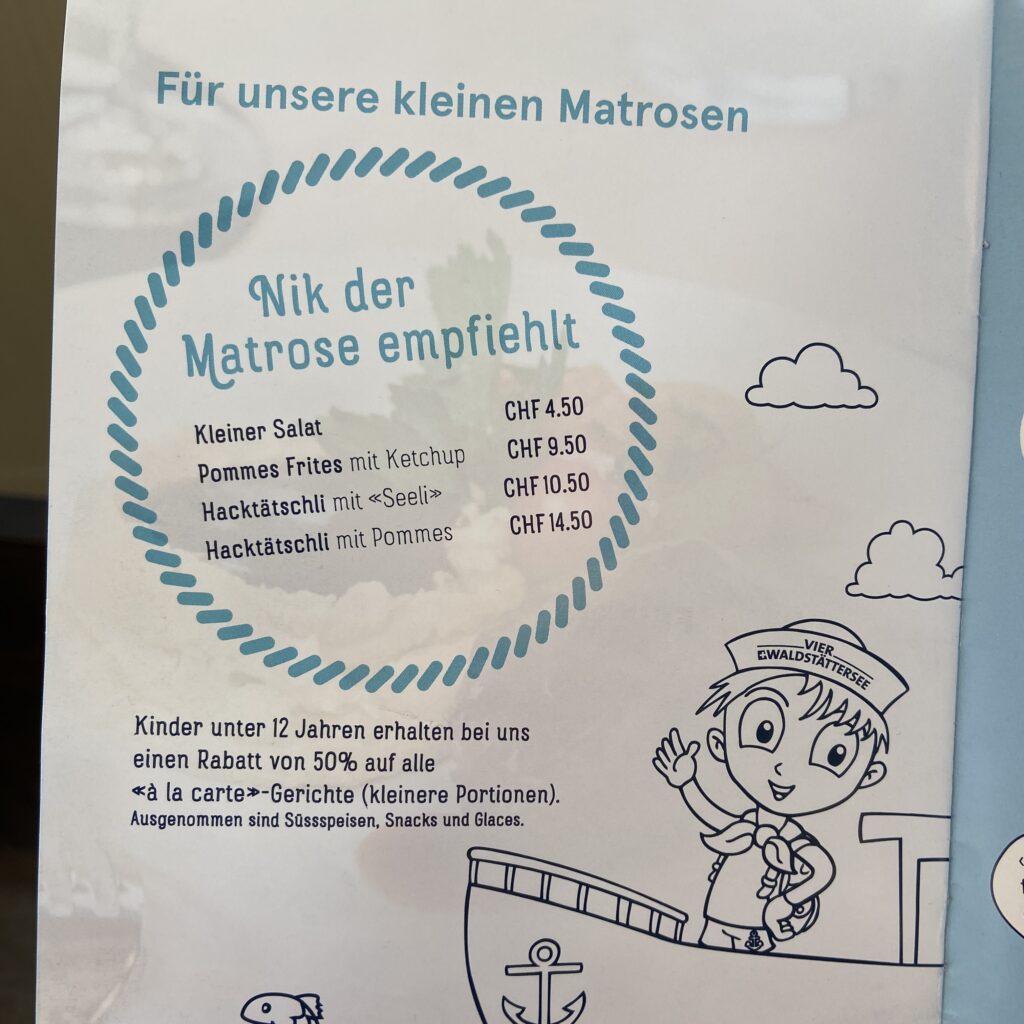 Für unsere kleinen Matrosen
Nik der
Matrose empfiehlt
Kleiner Salat CHF 4.50
Pommes Frites mit Ketchup CHF 9.50
Hacktätschli mit «Seeli» CHF 10.50
Hacktätschli mit Pommes CHF 14.50
Kinder unter 12 Jahren erhalten bei uns
einen Rabatt von 50% auf alle
«à la carte»-Gerichte (kleinere Portionen).
Ausgenommen sind Süssspeisen, Snacks und Glaces.
VIER
WALDSTÄTTERSEE
T